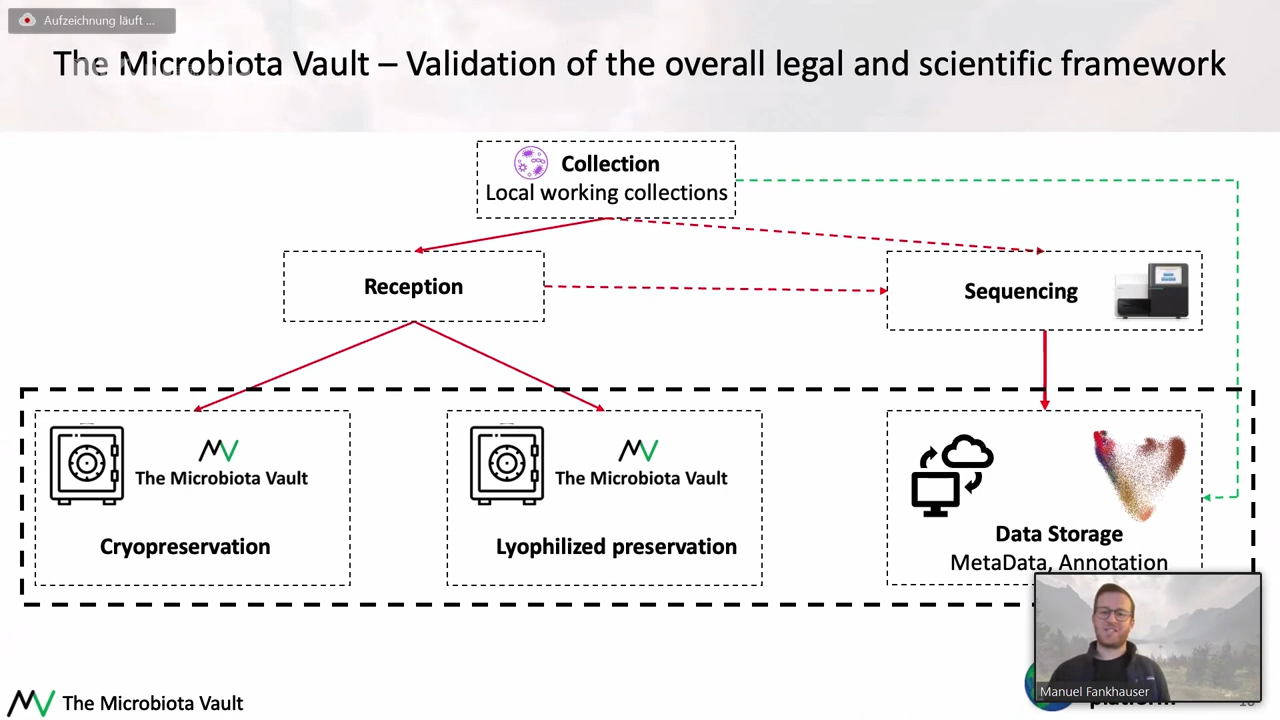 Aufzeichnung läuft ...
The Microbiota Vault – Validation of the overall legal and scientific framework
Collection
Local working collections
Reception
Sequencing
The Microbiota Vault
Cryopreservation
The Microbiota Vault
Lyophilized preservation
Data Storage
MetaData, Annotation
Manuel Fankhauser
The Microbiota Vault